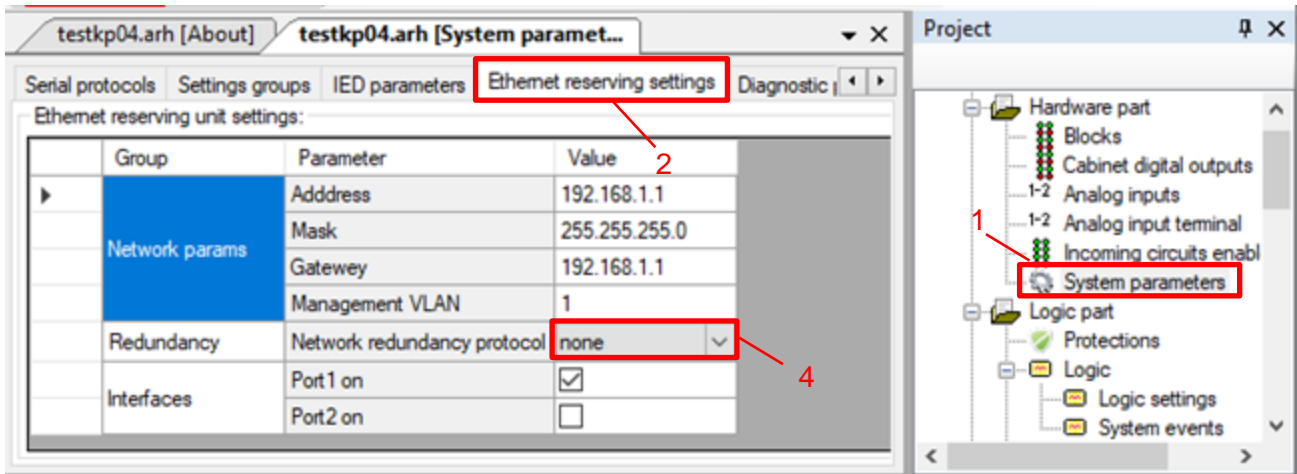 testkp04.arh [About]
testkp04.arh [System paramet...
Serial protocols
Settings groups
IED parameters
Ethernet reserving settings
Diagnostic
Ethernet reserving unit settings:
Group Parameter Value
2
Network params
Adddress 192.168.1.1
Mask 255.255.255.0
Gatewey 192.168.1.1
Management VLAN 1
Redundancy Network redundancy protocol none
4
Interfaces
Port1 on
Port2 on
Project
Hardware part
Blocks
Cabinet digital outputs
1-2 Analog inputs
1-2 Analog input terminal
1
Incoming circuits enabl
System parameters
Logic part
Protections
Logic
Logic settings
System events